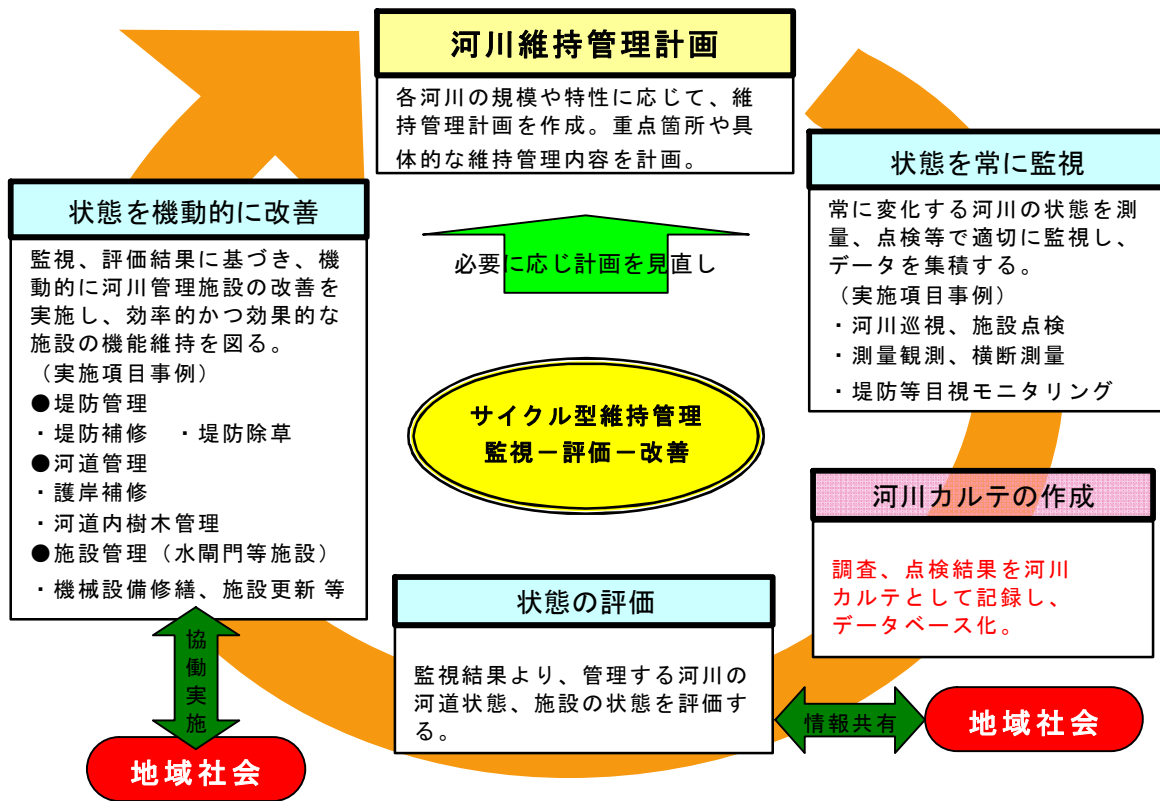 河川維持管理計画
各河川の規模や特性に応じて、維
持管理計画を作成。重点箇所や具
体的な維持管理内容を計画。
状態を常に監視
常に変化する河川の状態を測
量、点検等で適切に監視し、
データを集積する。
（実施項目事例）
・河川巡視、施設点検
・測量観測、横断測量
・堤防等目視モニタリング
河川カルテの作成
調査、点検結果を河川
カルテとして記録し、
データベース化。
状態の評価
監視結果より、管理する河川の
河道状態、施設の状態を評価す
る。
情報共有
地域社会
状態を機動的に改善
監視、評価結果に基づき、機
動的に河川管理施設の改善を
実施し、効率的かつ効果的な
施設の機能維持を図る。
（実施項目事例）
●堤防管理
・堤防補修　・堤防除草
●河道管理
・護岸補修
・河道内樹木管理
●施設管理（水閘門等施設）
・機械設備修繕、施設更新 等
協働実施
地域社会
必要に応じ計画を見直し
サイクル型維持管理
監視－評価－改善